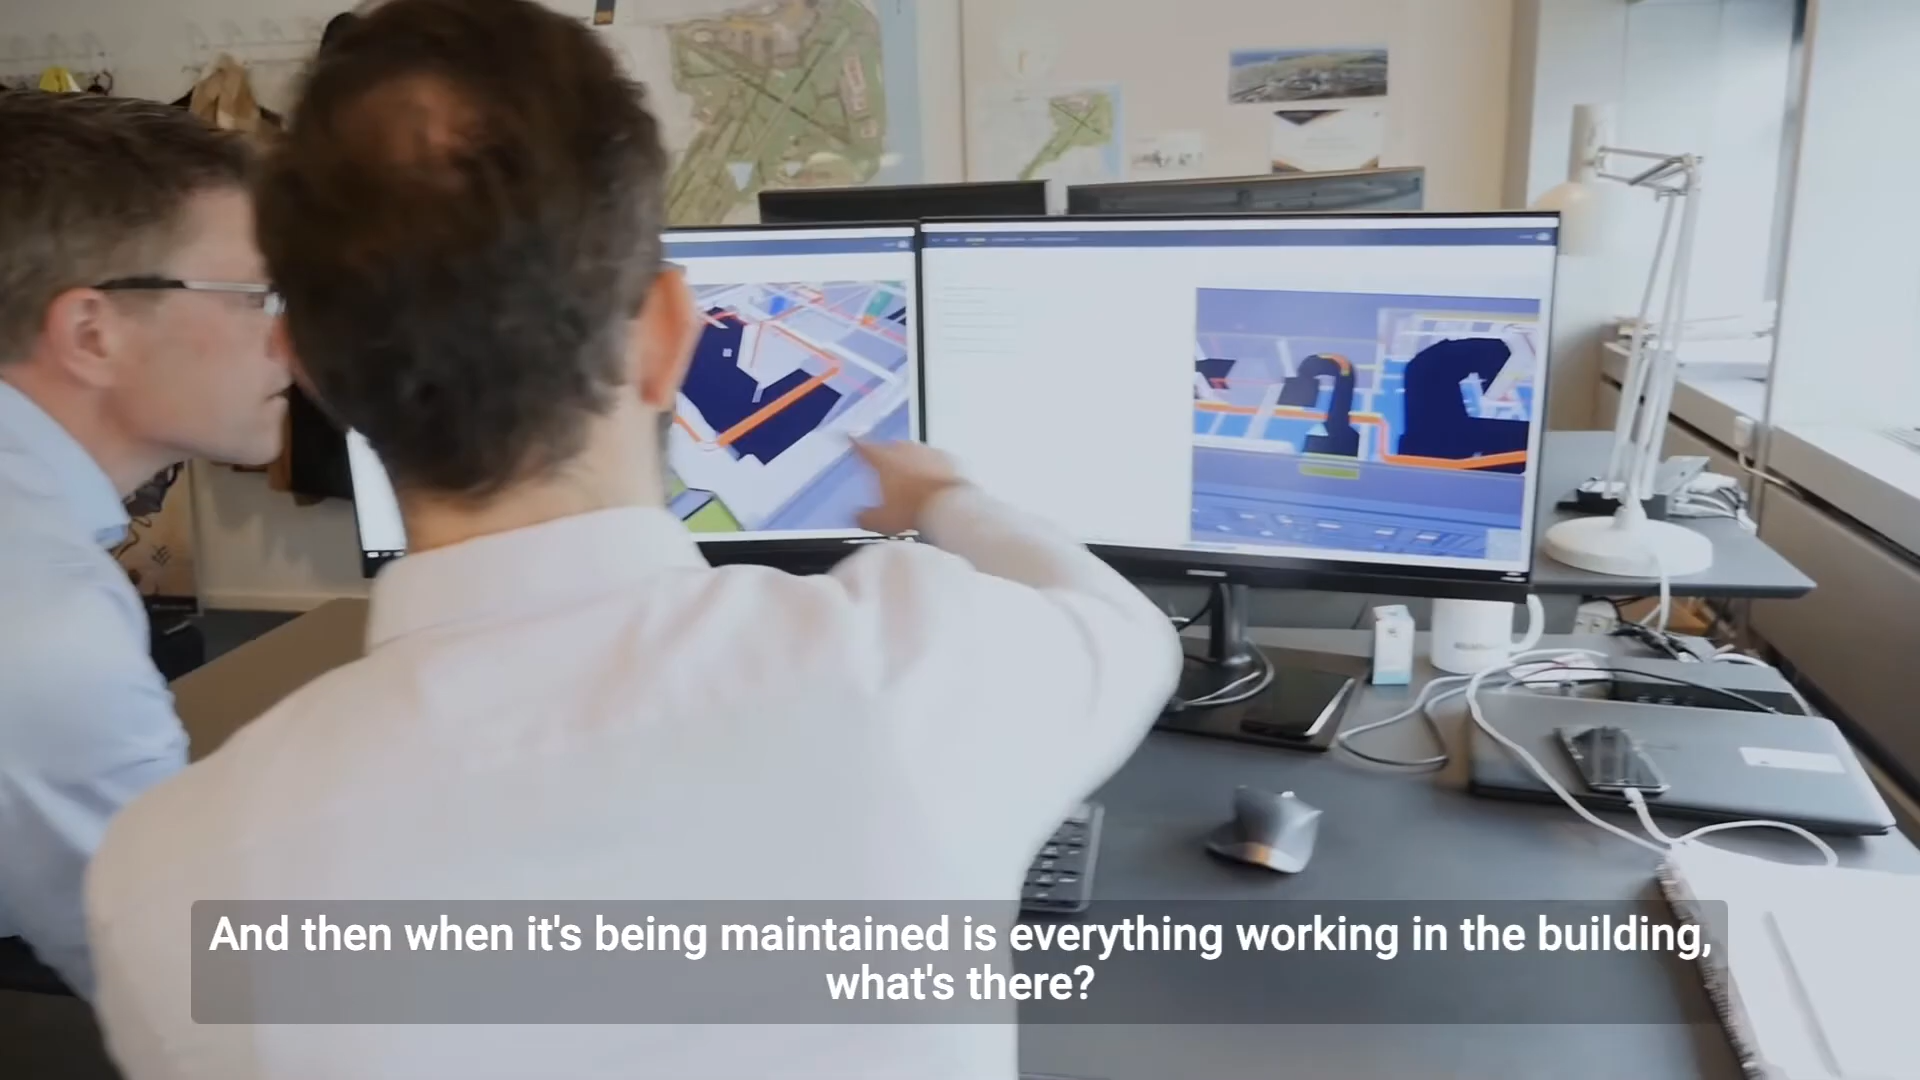 And then when it's being maintained is everything working in the building,
what's there?